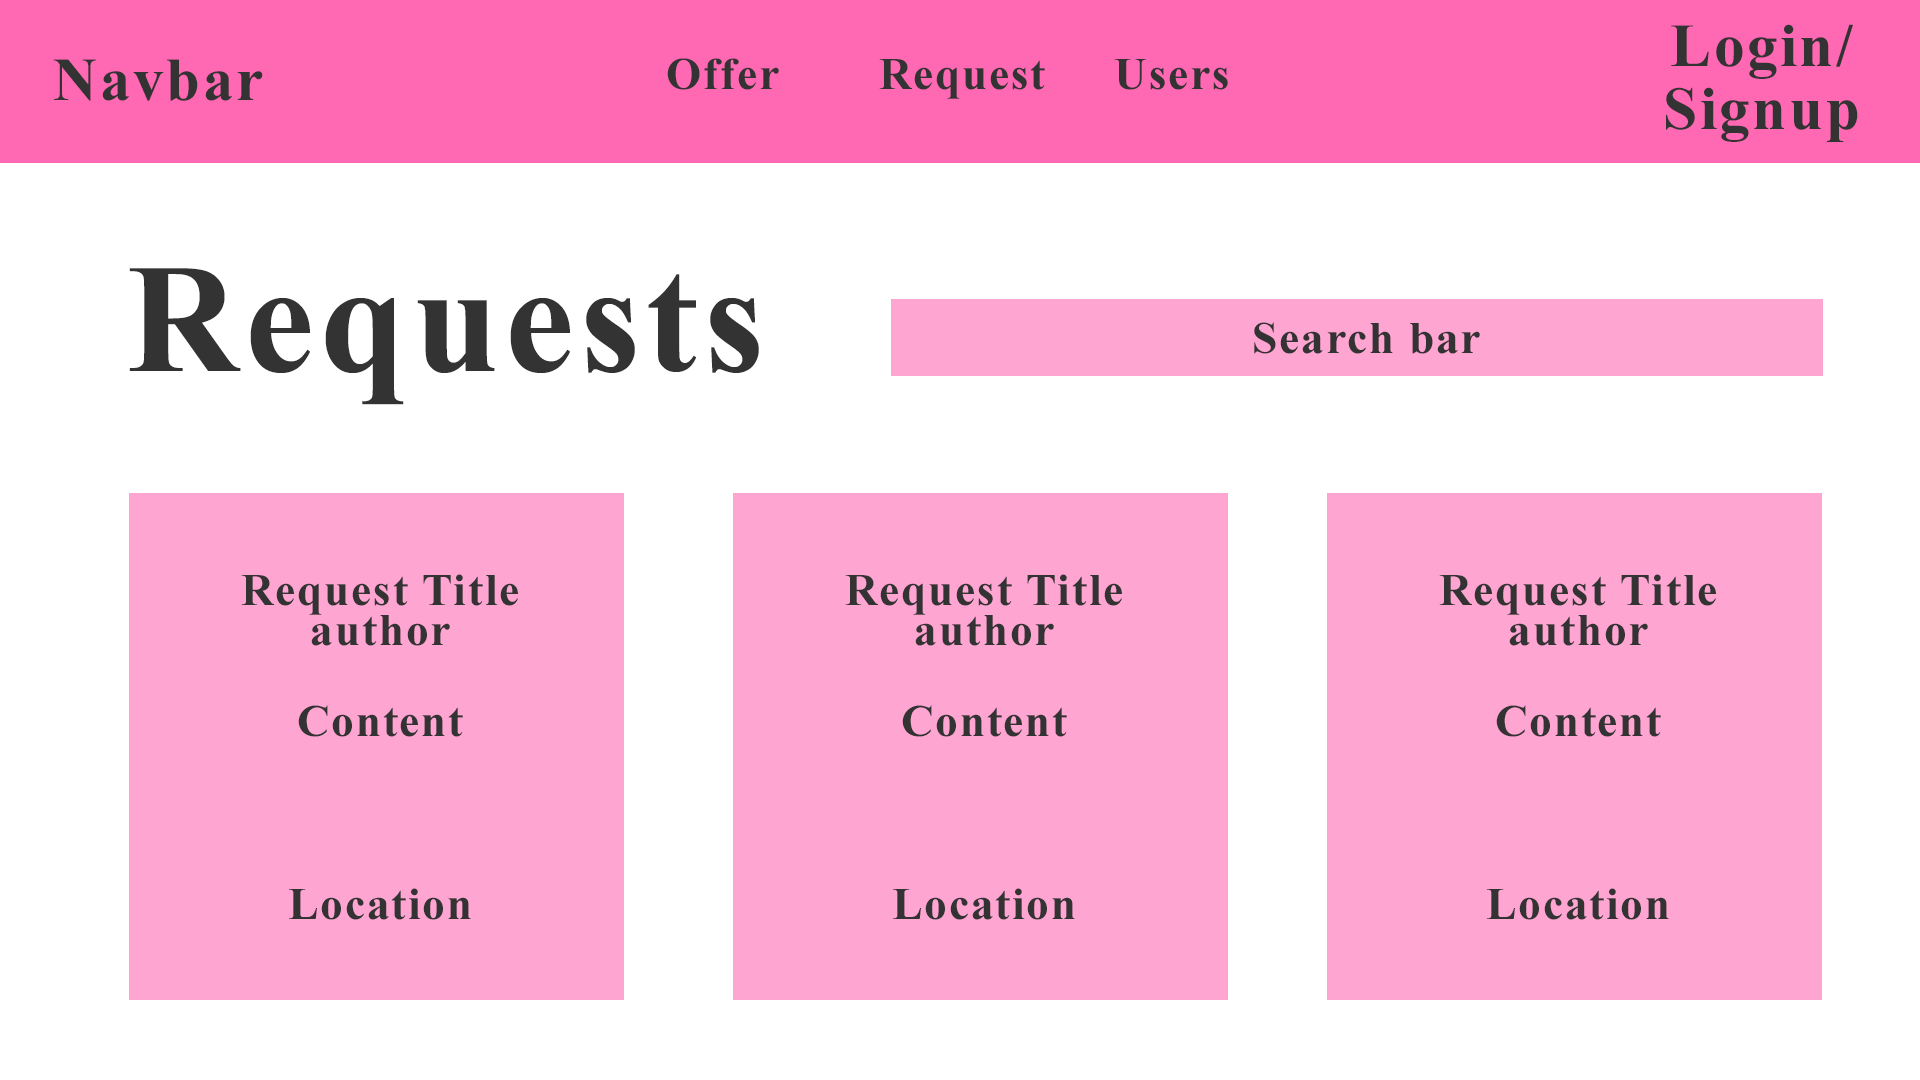 Navbar
Offer
Request
Users
Login/
Signup
Requests
Search bar
Request Title
author
Content
Location
Request Title
author
Content
Location
Request Title
author
Content
Location